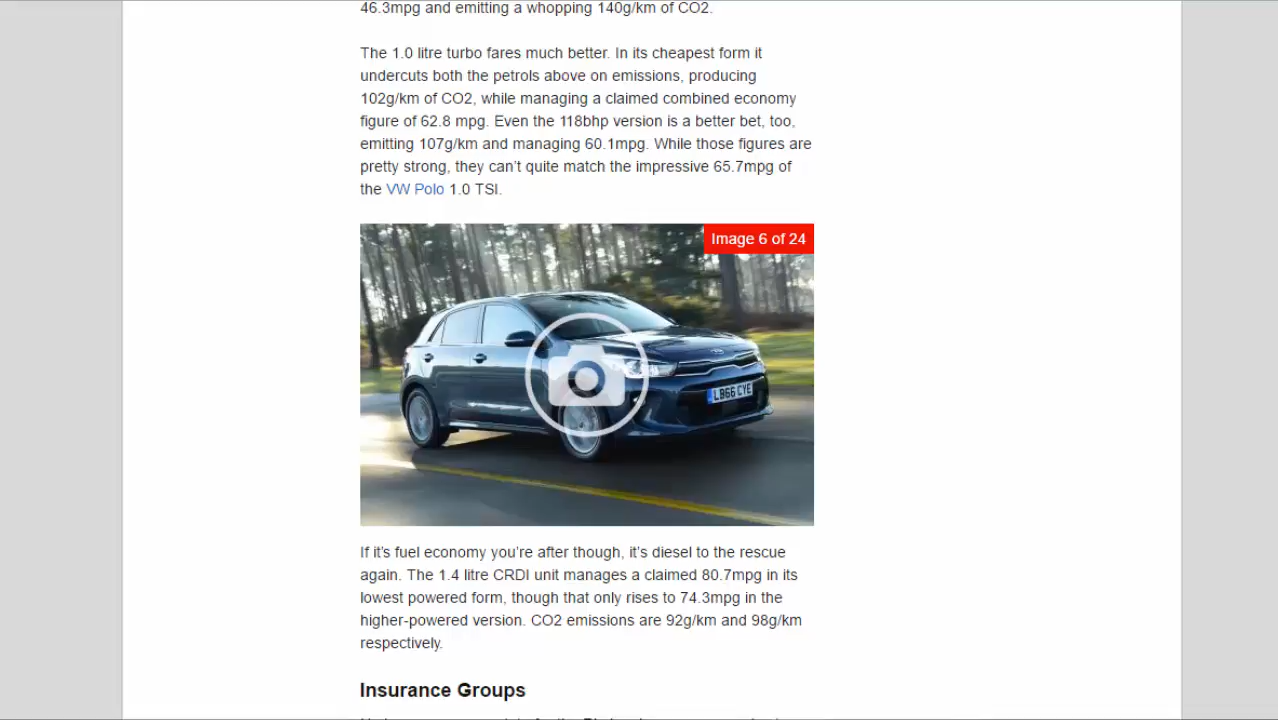 46.3mpg and emitting a whopping 140g/km of CO2.
The 1.0 litre turbo fares much better. In its cheapest form it
undercuts both the petrols above on emissions, producing
102g/km of CO2, while managing a claimed combined economy
figure of 62.8 mpg. Even the 118bhp version is a better bet, too,
emitting 107g/km and managing 60.1mpg. While those figures are
pretty strong, they can’t quite match the impressive 65.7mpg of
the VW Polo 1.0 TSI.
Image 6 of 24
LB66 CYE
If it’s fuel economy you’re after though, it’s diesel to the rescue
again. The 1.4 litre CRDI unit manages a claimed 80.7mpg in its
lowest powered form, though that only rises to 74.3mpg in the
higher-powered version. CO2 emissions are 92g/km and 98g/km
respectively.
Insurance Groups